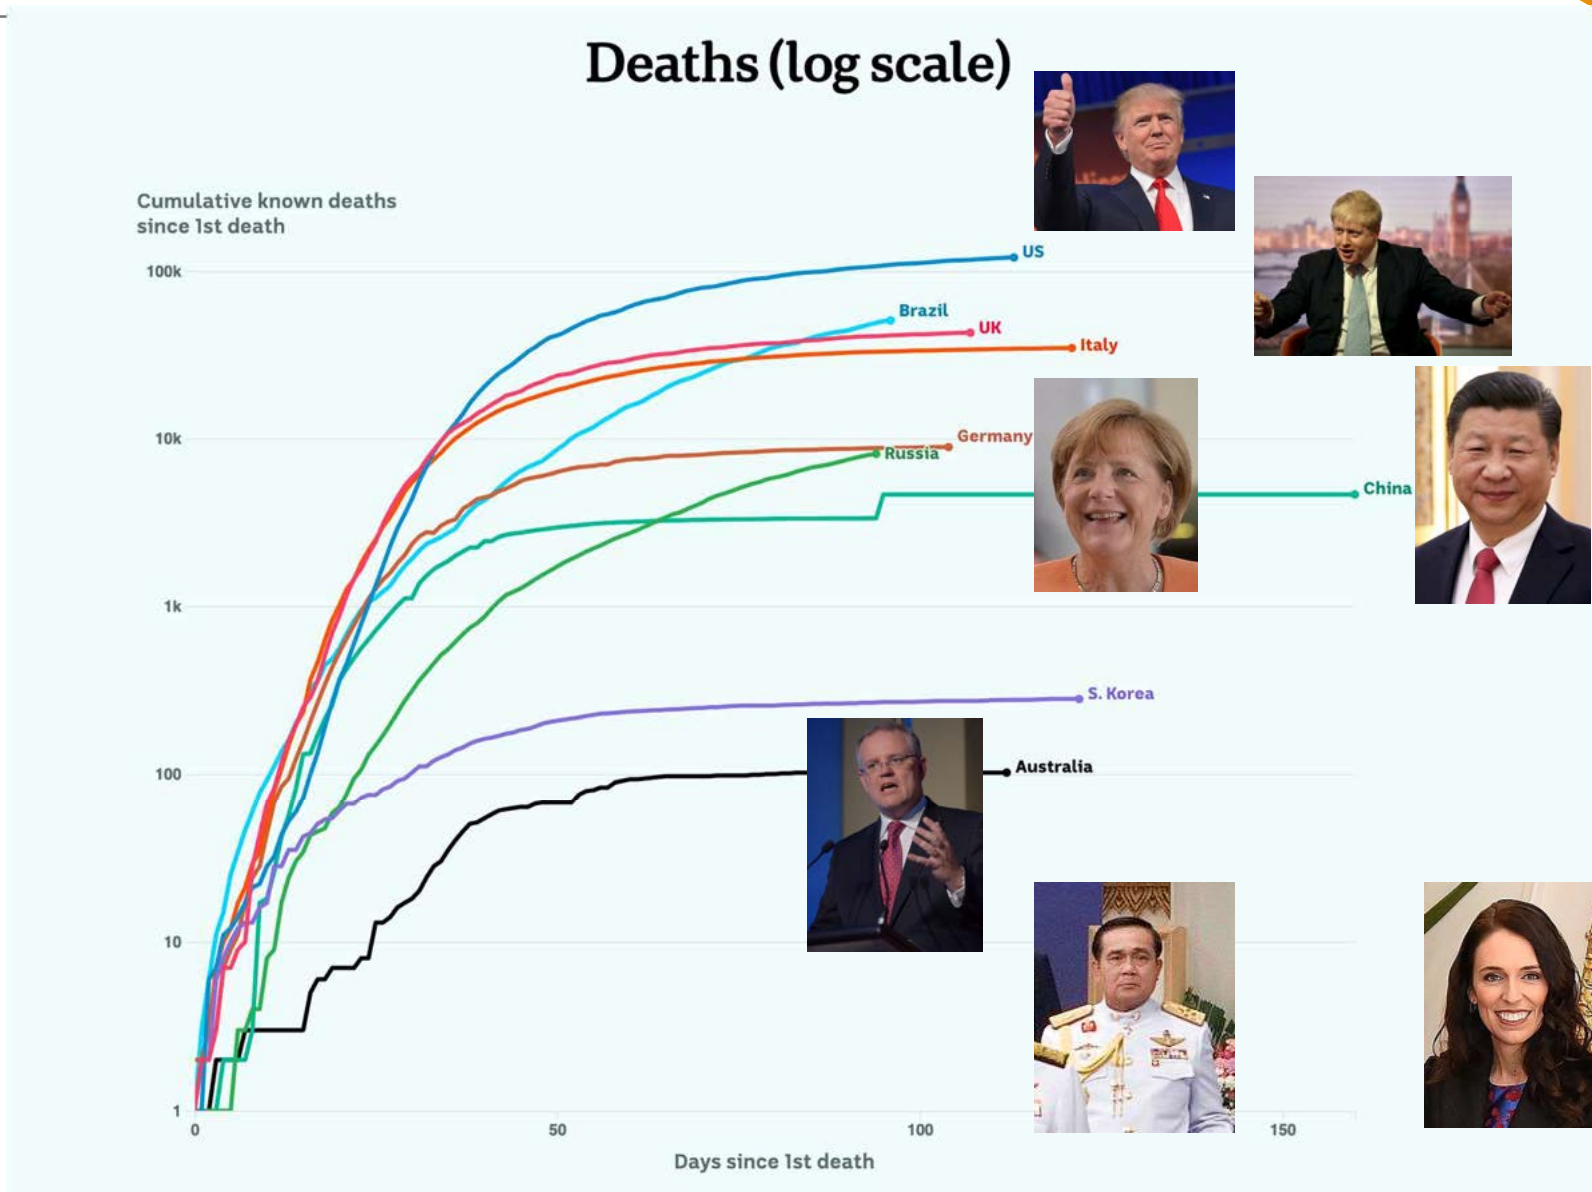 Deaths (log scale)
Cumulative known deaths
since 1st death
100k
US
Brazil
UK
Italy
10k
Germany
Russia
China
1k
S. Korea
100
Australia
10
1
0
50
100
150
Days since 1st death